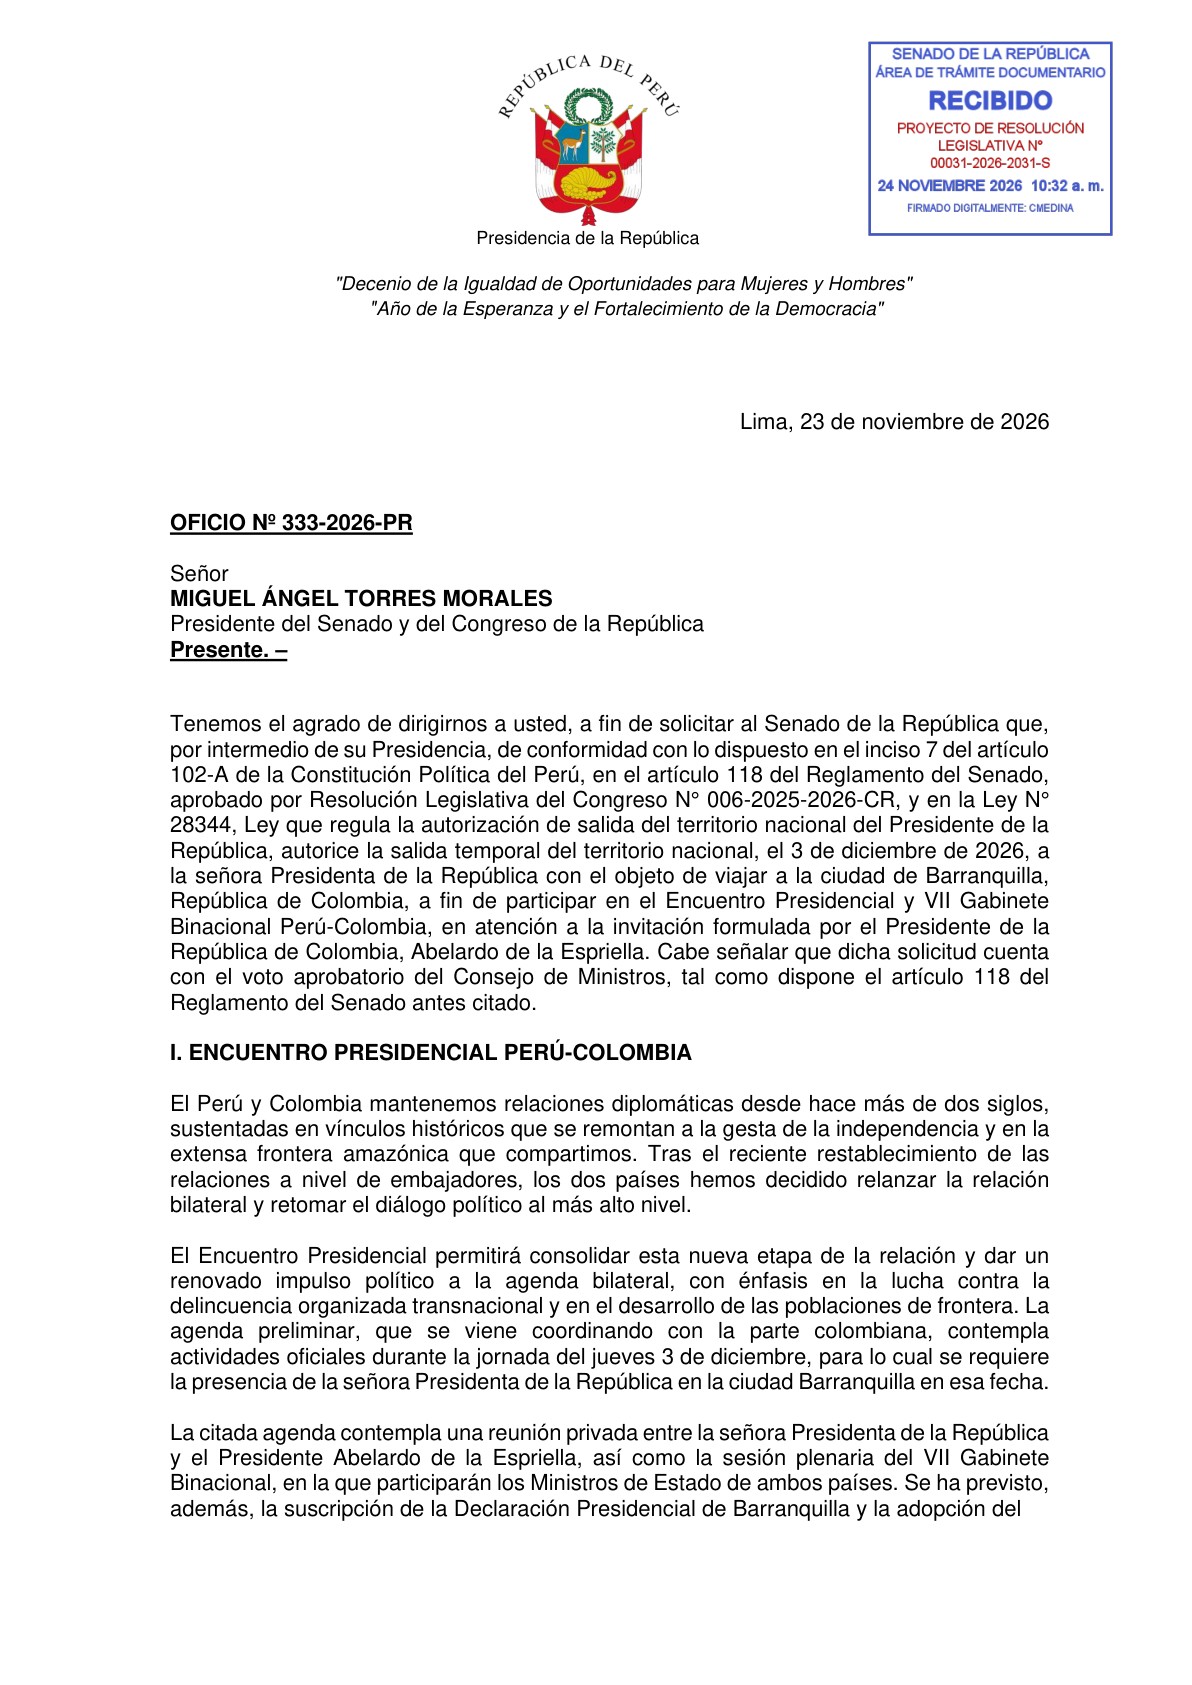 REPÚBLICA DEL PERÚ
Presidencia de la República
SENADO DE LA REPÚBLICA
ÁREA DE TRÁMITE DOCUMENTARIO
RECIBIDO
PROYECTO DE RESOLUCIÓN
LEGISLATIVA N°
00031-2026-2031-S
24 NOVIEMBRE 2026 10:32 a. m.
FIRMADO DIGITALMENTE: CMEDINA
"Decenio de la Igualdad de Oportunidades para Mujeres y Hombres"
"Año de la Esperanza y el Fortalecimiento de la Democracia"
Lima, 23 de noviembre de 2026
OFICIO Nº 333-2026-PR
Señor
MIGUEL ÁNGEL TORRES MORALES
Presidente del Senado y del Congreso de la República
Presente. –
Tenemos el agrado de dirigirnos a usted, a fin de solicitar al Senado de la República que,
por intermedio de su Presidencia, de conformidad con lo dispuesto en el inciso 7 del artículo
102-A de la Constitución Política del Perú, en el artículo 118 del Reglamento del Senado,
aprobado por Resolución Legislativa del Congreso N° 006-2025-2026-CR, y en la Ley N°
28344, Ley que regula la autorización de salida del territorio nacional del Presidente de la
República, autorice la salida temporal del territorio nacional, el 3 de diciembre de 2026, a
la señora Presidenta de la República con el objeto de viajar a la ciudad de Barranquilla,
República de Colombia, a fin de participar en el Encuentro Presidencial y VII Gabinete
Binacional Perú-Colombia, en atención a la invitación formulada por el Presidente de la
República de Colombia, Abelardo de la Espriella. Cabe señalar que dicha solicitud cuenta
con el voto aprobatorio del Consejo de Ministros, tal como dispone el artículo 118 del
Reglamento del Senado antes citado.
I. ENCUENTRO PRESIDENCIAL PERÚ-COLOMBIA
El Perú y Colombia mantenemos relaciones diplomáticas desde hace más de dos siglos,
sustentadas en vínculos históricos que se remontan a la gesta de la independencia y en la
extensa frontera amazónica que compartimos. Tras el reciente restablecimiento de las
relaciones a nivel de embajadores, los dos países hemos decidido relanzar la relación
bilateral y retomar el diálogo político al más alto nivel.
El Encuentro Presidencial permitirá consolidar esta nueva etapa de la relación y dar un
renovado impulso político a la agenda bilateral, con énfasis en la lucha contra la
delincuencia organizada transnacional y en el desarrollo de las poblaciones de frontera. La
agenda preliminar, que se viene coordinando con la parte colombiana, contempla
actividades oficiales durante la jornada del jueves 3 de diciembre, para lo cual se requiere
la presencia de la señora Presidenta de la República en la ciudad Barranquilla en esa fecha.
La citada agenda contempla una reunión privada entre la señora Presidenta de la República
y el Presidente Abelardo de la Espriella, así como la sesión plenaria del VII Gabinete
Binacional, en la que participarán los Ministros de Estado de ambos países. Se ha previsto,
además, la suscripción de la Declaración Presidencial de Barranquilla y la adopción del